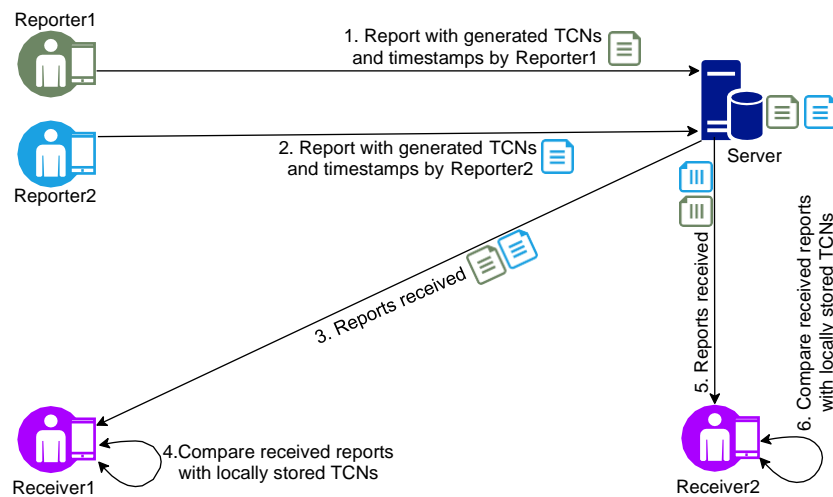 Reporter1
1. Report with generated TCNs
and timestamps by Reporter1
2. Report with generated TCNs
and timestamps by Reporter2
Reporter2
Server
3. Reports received
5. Reports received
6. Compare received reports
with locally stored TCNs
4.Compare received reports
with locally stored TCNs
Receiver1
Receiver2